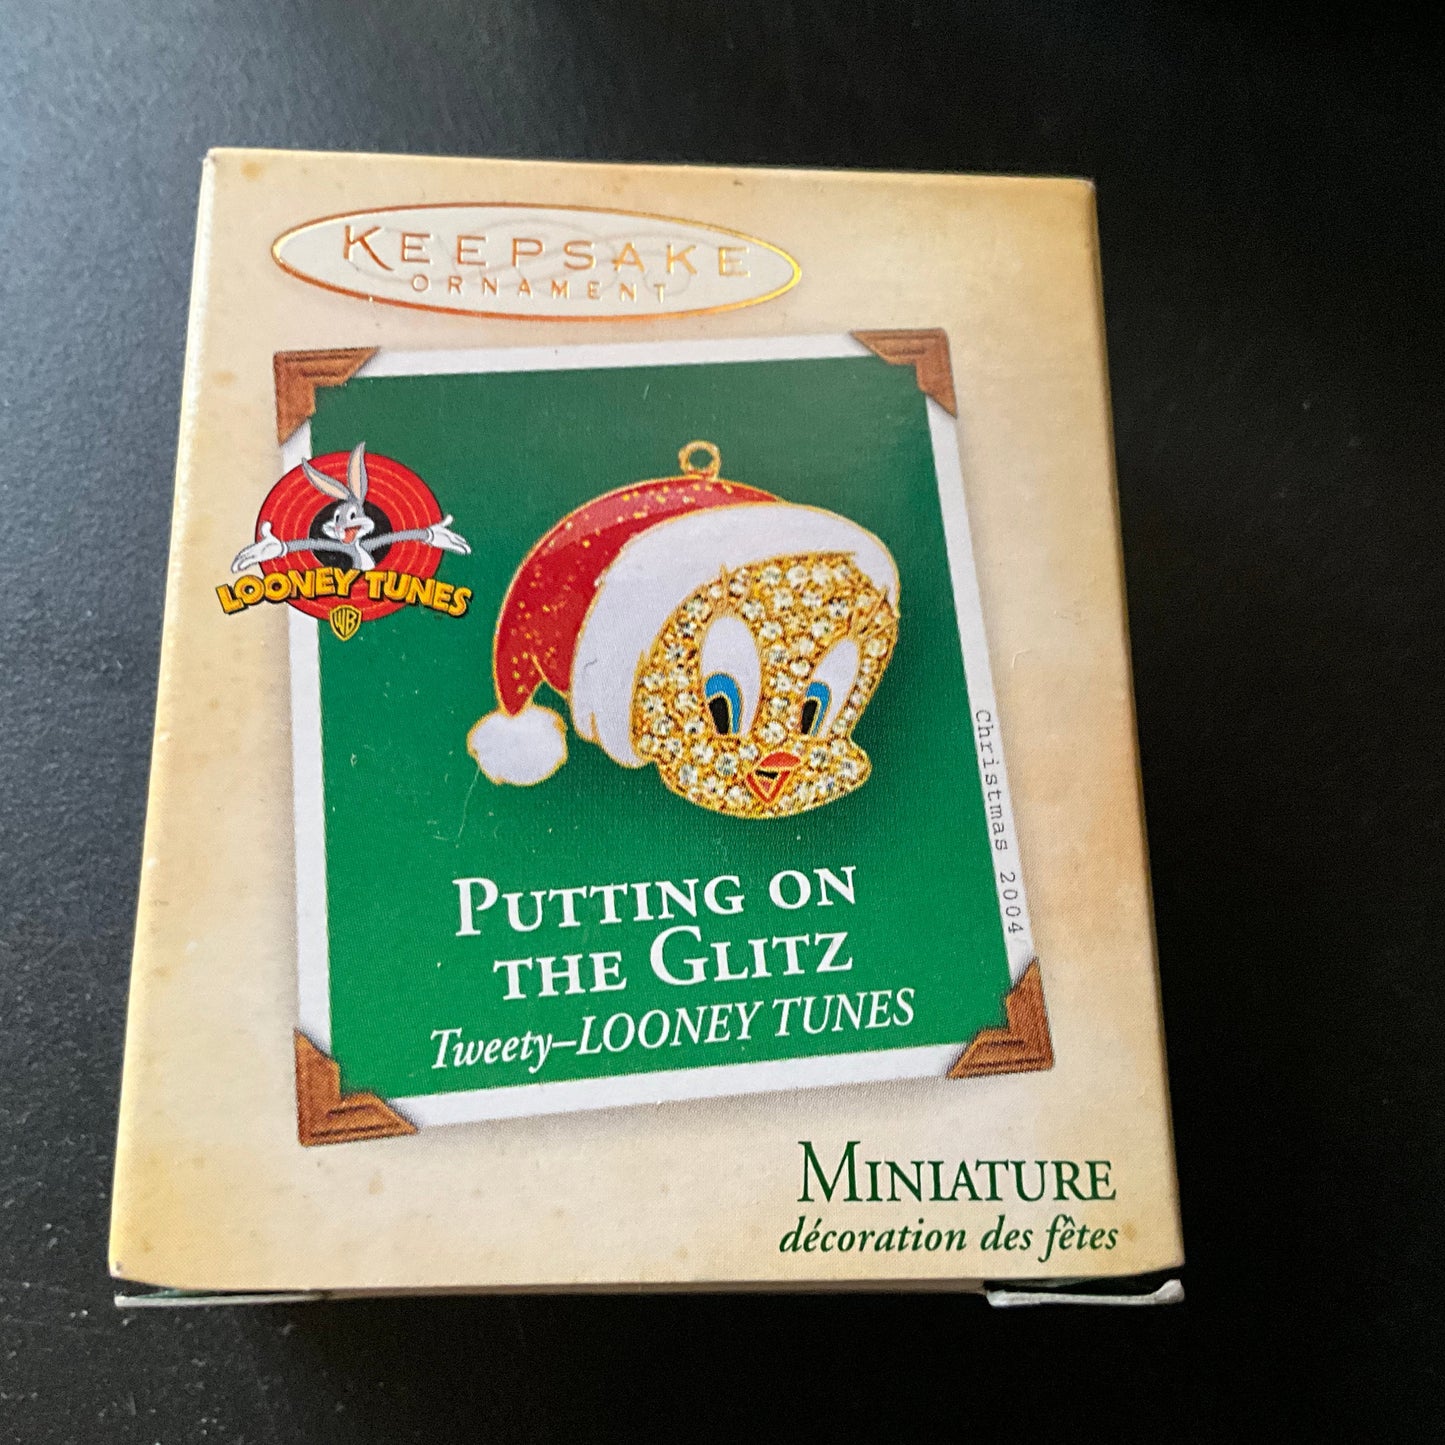 KEEPSAKE
ORNAMENT
LOONEY TUNES
WB
Christmas 2004
PUTTING ON
THE GLITZ
Tweety–LOONEY TUNES
MINIATURE
décoration des fêtes